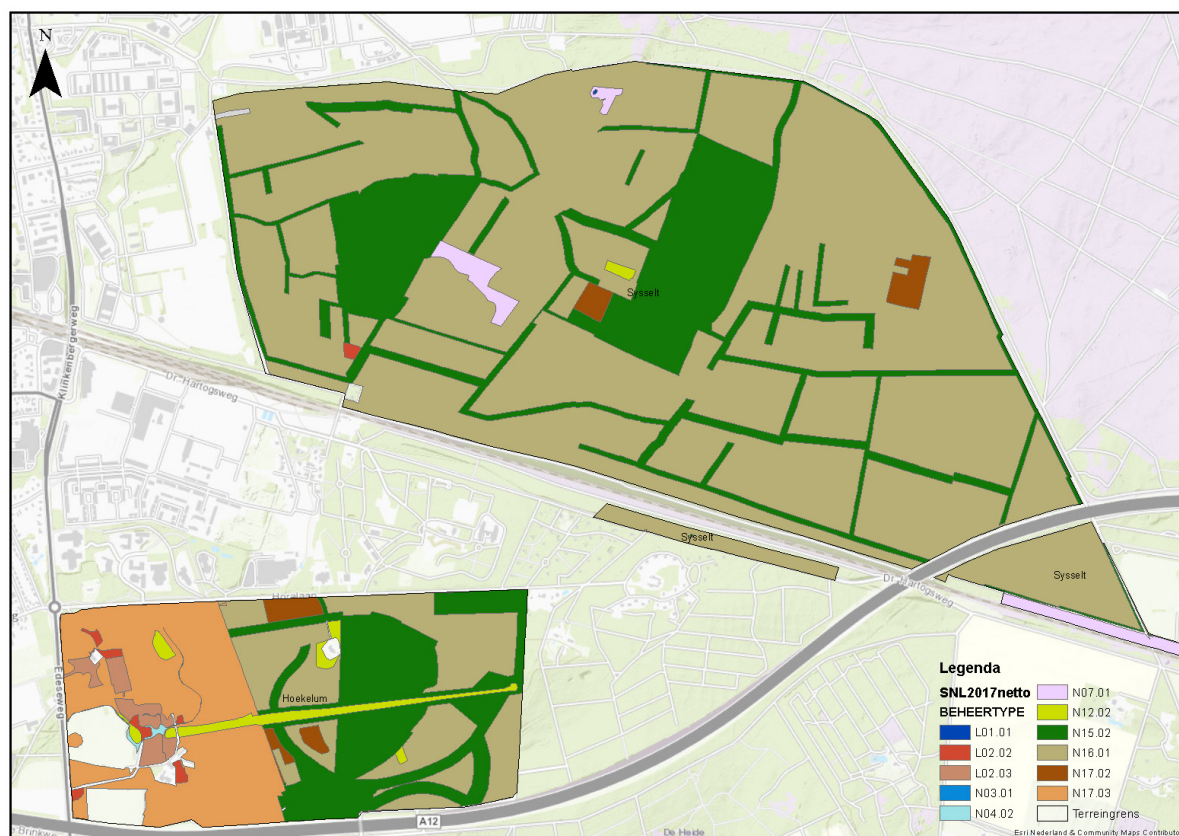 N
Klinkenbergerweg
Dr. Hartogsweg
Sysselt
Sysselt
Sysselt
Dr. Hartogsweg
Horalaan
Edeseweg
Hoekelum
A12
De Heide
e Brinkw
Legenda
SNL2017netto
BEHEERTYPE
L01.01
L02.02
L02.03
N03.01
N04.02
N07.01
N12.02
N15.02
N16.01
N17.02
N17.03
Terreingrens
Esri Nederland & Community Maps Contributo